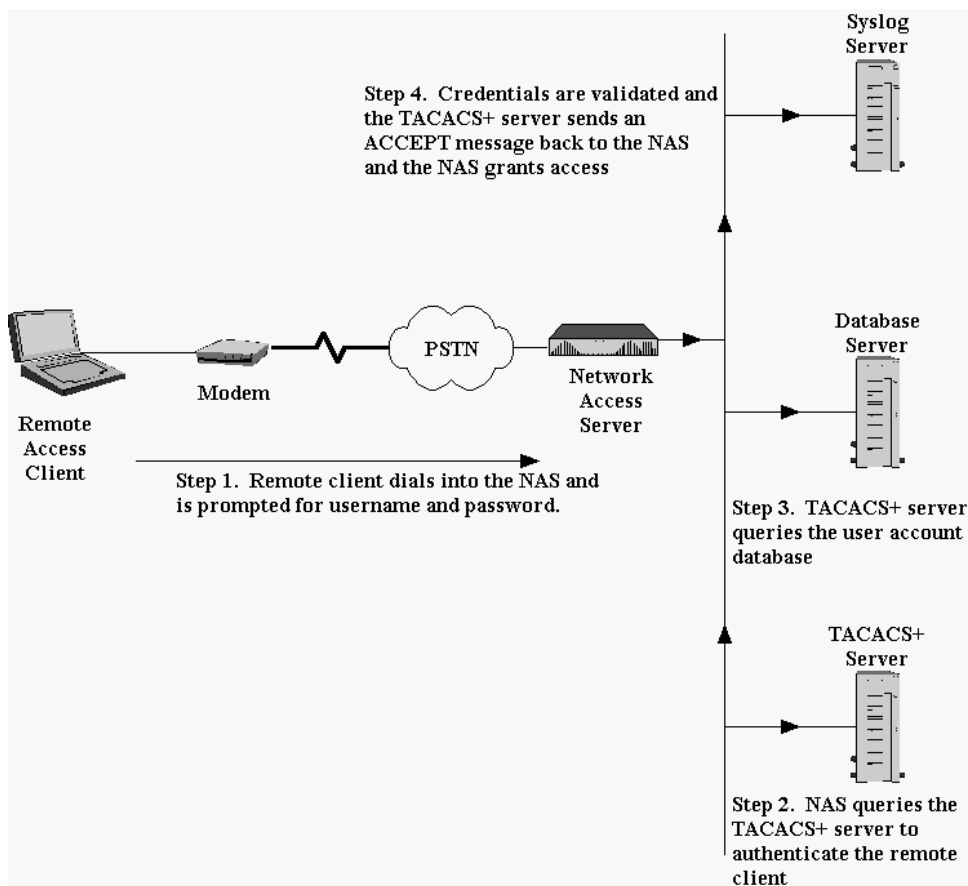 Syslog
Server
Step 4. Credentials are validated and
the TACACS+ server sends an
ACCEPT message back to the NAS
and the NAS grants access
Database
Server
PSTN
Modem
Network
Access
Server
Remote
Access
Client
Step 1. Remote client dials into the NAS and
is prompted for username and password.
Step 3. TACACS+ server
queries the user account
database
TACACS+
Server
Step 2. NAS queries the
TACACS+ server to
authenticate the remote
client